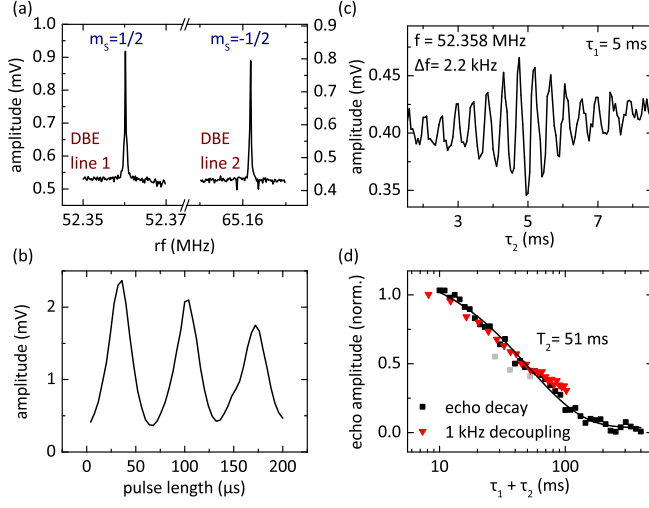 (a)
m_S=1/2
m_S=-1/2
amplitude (mV)
1.0
0.9
0.8
0.7
0.6
0.5
0.8
0.7
0.6
0.5
0.4
DBE
line 1
DBE
line 2
52.35
52.37
65.16
rf (MHz)
(b)
amplitude (mV)
2
1
0
0
50
100
150
200
pulse length (µs)
(c)
f = 52.358 MHz
Δf= 2.2 kHz
τ₁= 5 ms
amplitude (mV)
0.45
0.40
0.35
3
5
7
τ₂ (ms)
(d)
echo amplitude (norm.)
1.0
0.5
0.0
T₂= 51 ms
echo decay
1 kHz decoupling
10
100
τ₁ + τ₂ (ms)